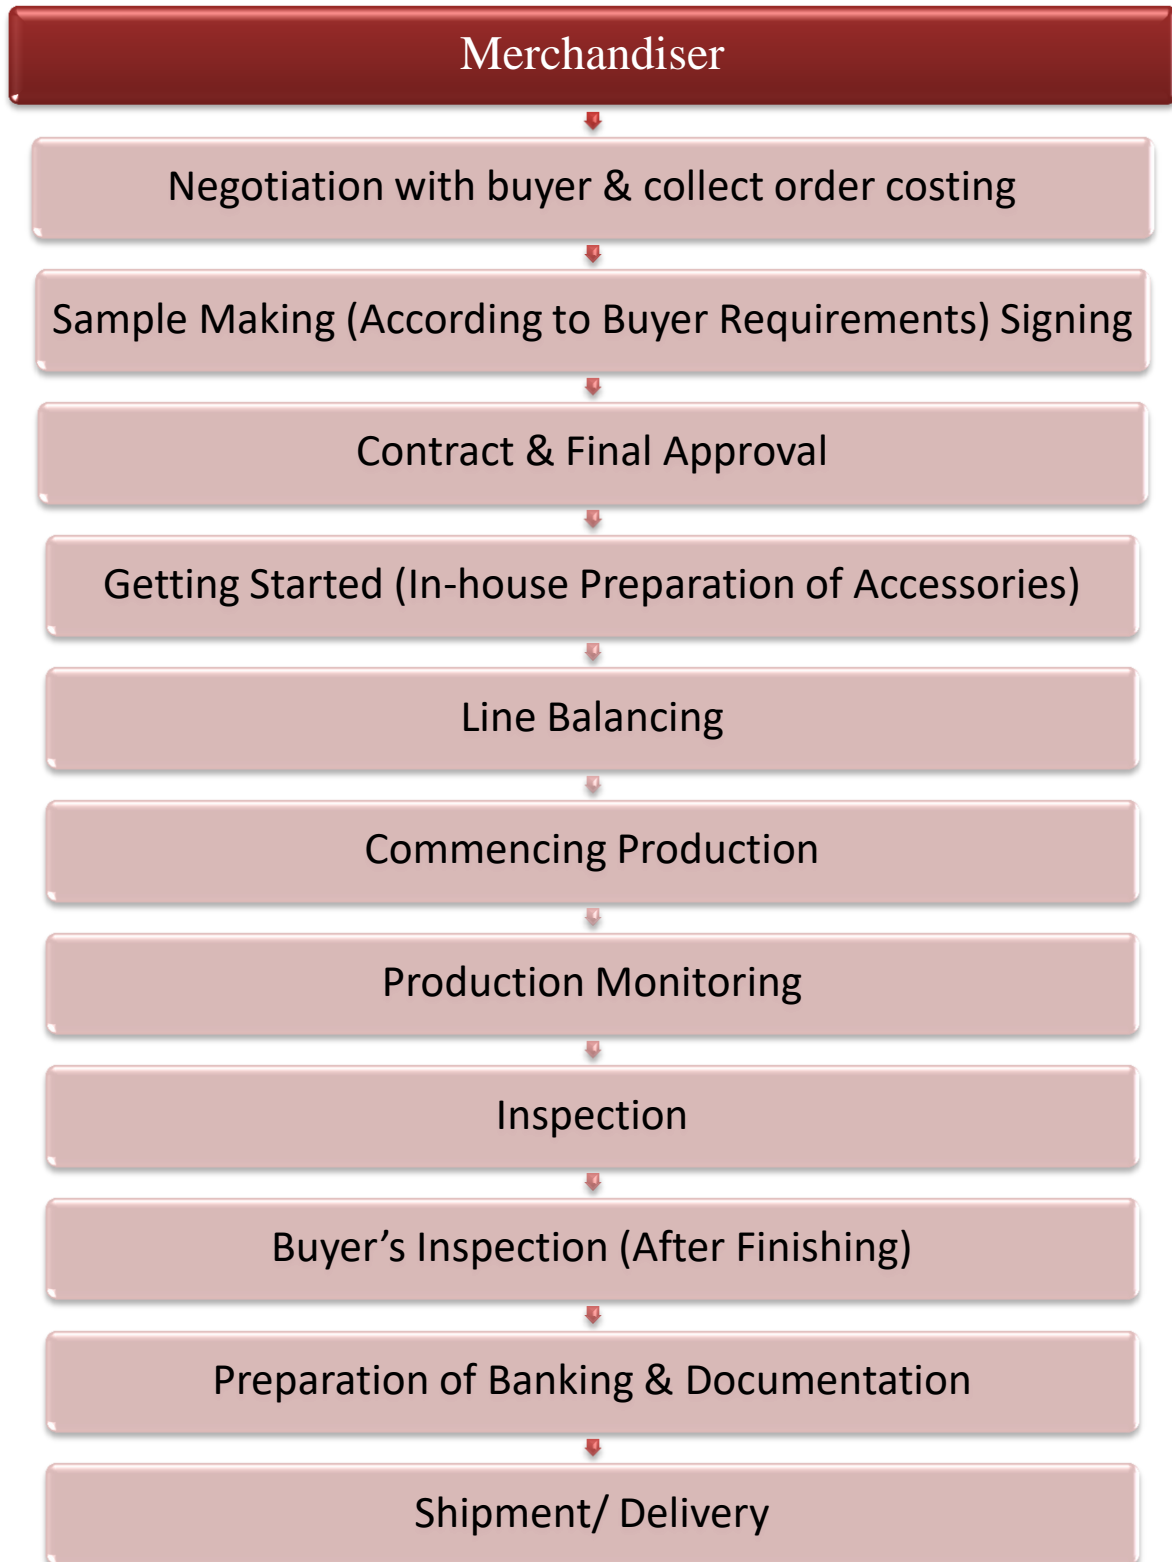 Merchandiser
Negotiation with buyer & collect order costing
Sample Making (According to Buyer Requirements) Signing
Contract & Final Approval
Getting Started (In-house Preparation of Accessories)
Line Balancing
Commencing Production
Production Monitoring
Inspection
Buyer’s Inspection (After Finishing)
Preparation of Banking & Documentation
Shipment/ Delivery